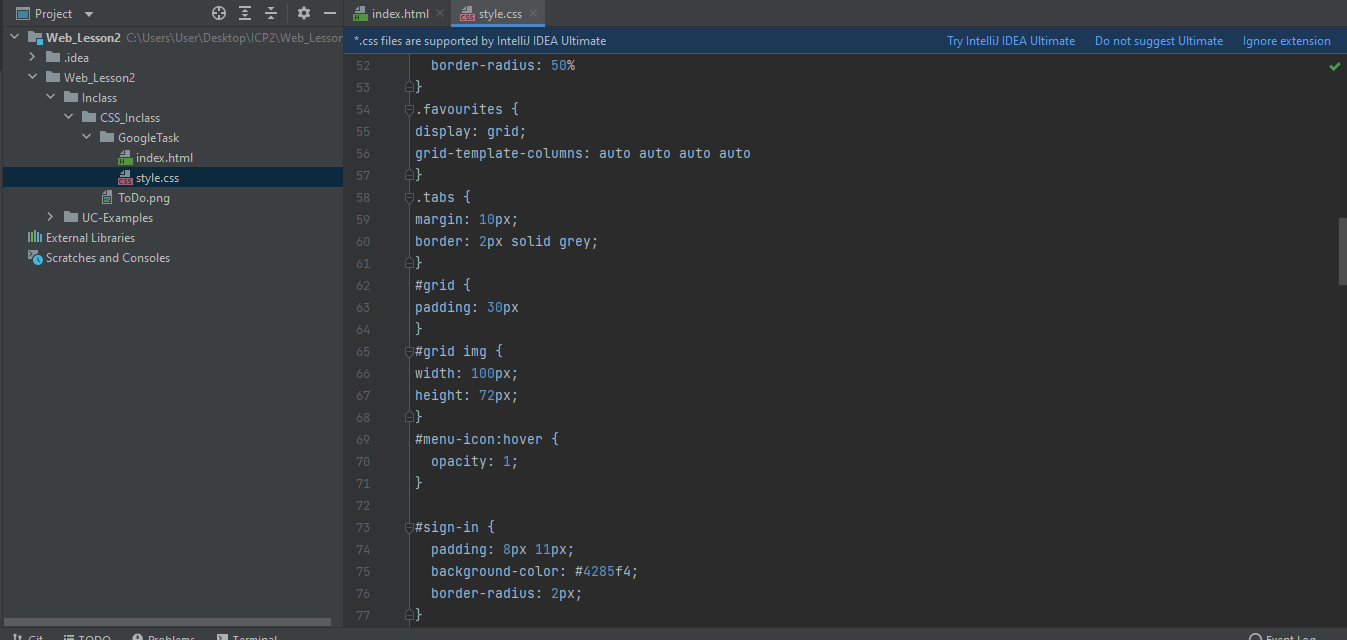 Project
index.html
style.css
Web_Lesson2 C:\Users\User\Desktop\ICP2\Web_Lesson
*.css files are supported by IntelliJ IDEA Ultimate
Try IntelliJ IDEA Ultimate
Do not suggest Ultimate
Ignore extension
.idea
Web_Lesson2
Inclass
CSS_Inclass
GoogleTask
index.html
style.css
ToDo.png
UC-Examples
External Libraries
Scratches and Consoles
52 border-radius: 50%
53 }
54 .favourites {
55 display: grid;
56 grid-template-columns: auto auto auto auto
57 }
58 .tabs {
59 margin: 10px;
60 border: 2px solid grey;
61 }
62 #grid {
63 padding: 30px
64 }
65 #grid img {
66 width: 100px;
67 height: 72px;
68 }
69 #menu-icon:hover {
70 opacity: 1;
71 }
72
73 #sign-in {
74 padding: 8px 11px;
75 background-color: #4285f4;
76 border-radius: 2px;
77 }
Git
TODO
Problems
Terminal
Event Log